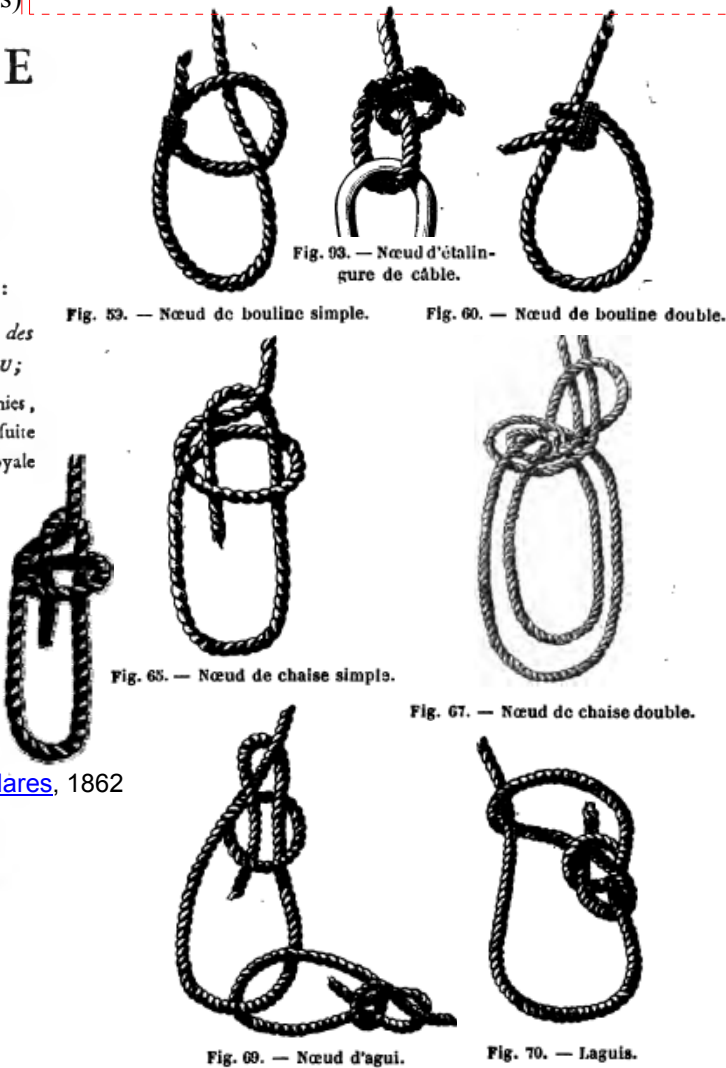 s)
E
Fig. 93. — Nœud d'étalin-
gure de câble.
:
Fig. 59. — Nœud de bouline simple.
Fig. 60. — Nœud de bouline double.
des
U;
nies,
fuite
oyale
Fig. 65. — Nœud de chaise simple.
Fig. 67. — Nœud de chaise double.
lares, 1862
Fig. 69. — Nœud d'agui.
Fig. 70. — Laguis.